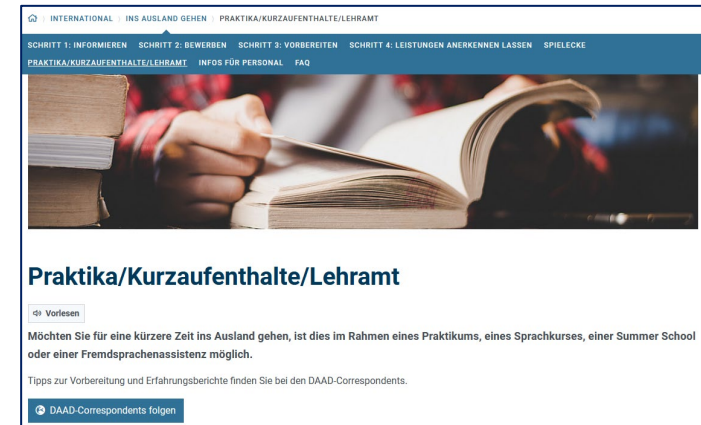 INTERNATIONAL INS AUSLAND GEHEN PRAKTIKA/KURZAUFENTHALTE/LEHRAMT
SCHRITT 1: INFORMIEREN SCHRITT 2: BEWERBEN SCHRITT 3: VORBEREITEN SCHRITT 4: LEISTUNGEN ANERKENNEN LASSEN SPIELECKE
PRAKTIKA/KURZAUFENTHALTE/LEHRAMT INFOS FÜR PERSONAL FAQ
Praktika/Kurzaufenthalte/Lehramt
Vorlesen
Möchten Sie für eine kürzere Zeit ins Ausland gehen, ist dies im Rahmen eines Praktikums, eines Sprachkurses, einer Summer School
oder einer Fremdsprachenassistenz möglich.
Tipps zur Vorbereitung und Erfahrungsberichte finden Sie bei den DAAD-Correspondents.
DAAD-Correspondents folgen